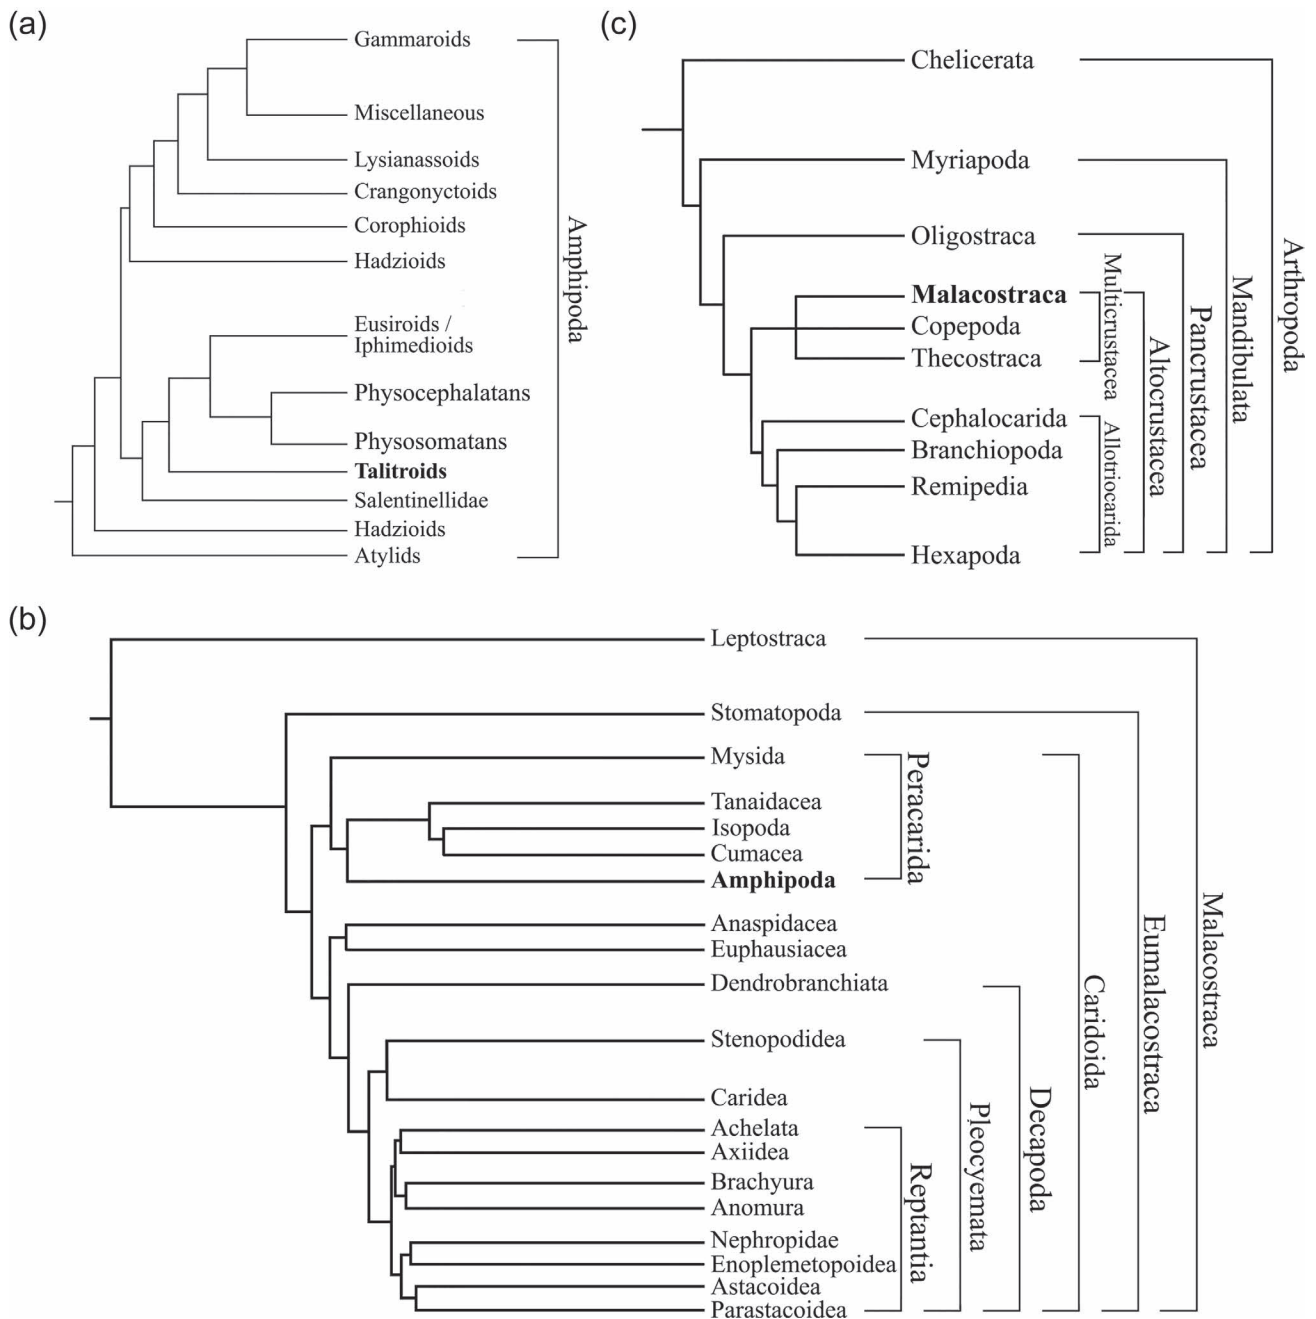 (a)
Gammaroids
Miscellaneous
Lysianassoids
Crangonyctoids
Corophioids
Hadzioids
Eusiroids /
Iphimedioids
Physocephalatans
Physosomatans
Talitroids
Salentinellidae
Hadzioids
Atylids
Amphipoda
(c)
Chelicerata
Myriapoda
Oligostraca
Malacostraca
Copepoda
Thecostraca
Cephalocarida
Branchiopoda
Remipedia
Hexapoda
Multicrustacea
Allotriocarida
Altocrustacea
Pancrustacea
Mandibulata
Arthropoda
(b)
Leptostraca
Stomatopoda
Mysida
Tanaidacea
Isopoda
Cumacea
Amphipoda
Anaspidacea
Euphausiacea
Dendrobranchiata
Stenopodidea
Caridea
Achelata
Axiidea
Brachyura
Anomura
Nephropidae
Enoplemetopoidea
Astacoidea
Parastacoidea
Peracarida
Reptantia
Pleocyemata
Decapoda
Caridoida
Eumalacostraca
Malacostraca